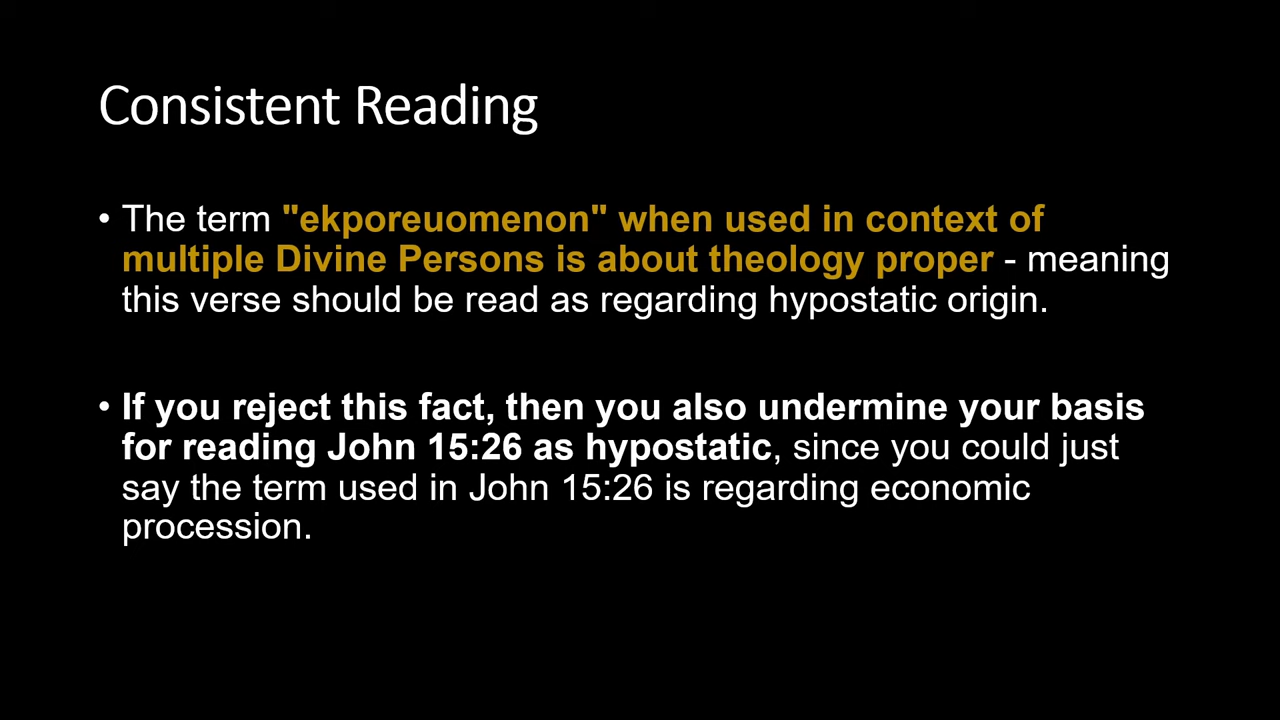 Consistent Reading
• The term "ekporeuomenon" when used in context of
multiple Divine Persons is about theology proper - meaning
this verse should be read as regarding hypostatic origin.
• If you reject this fact, then you also undermine your basis
for reading John 15:26 as hypostatic, since you could just
say the term used in John 15:26 is regarding economic
procession.